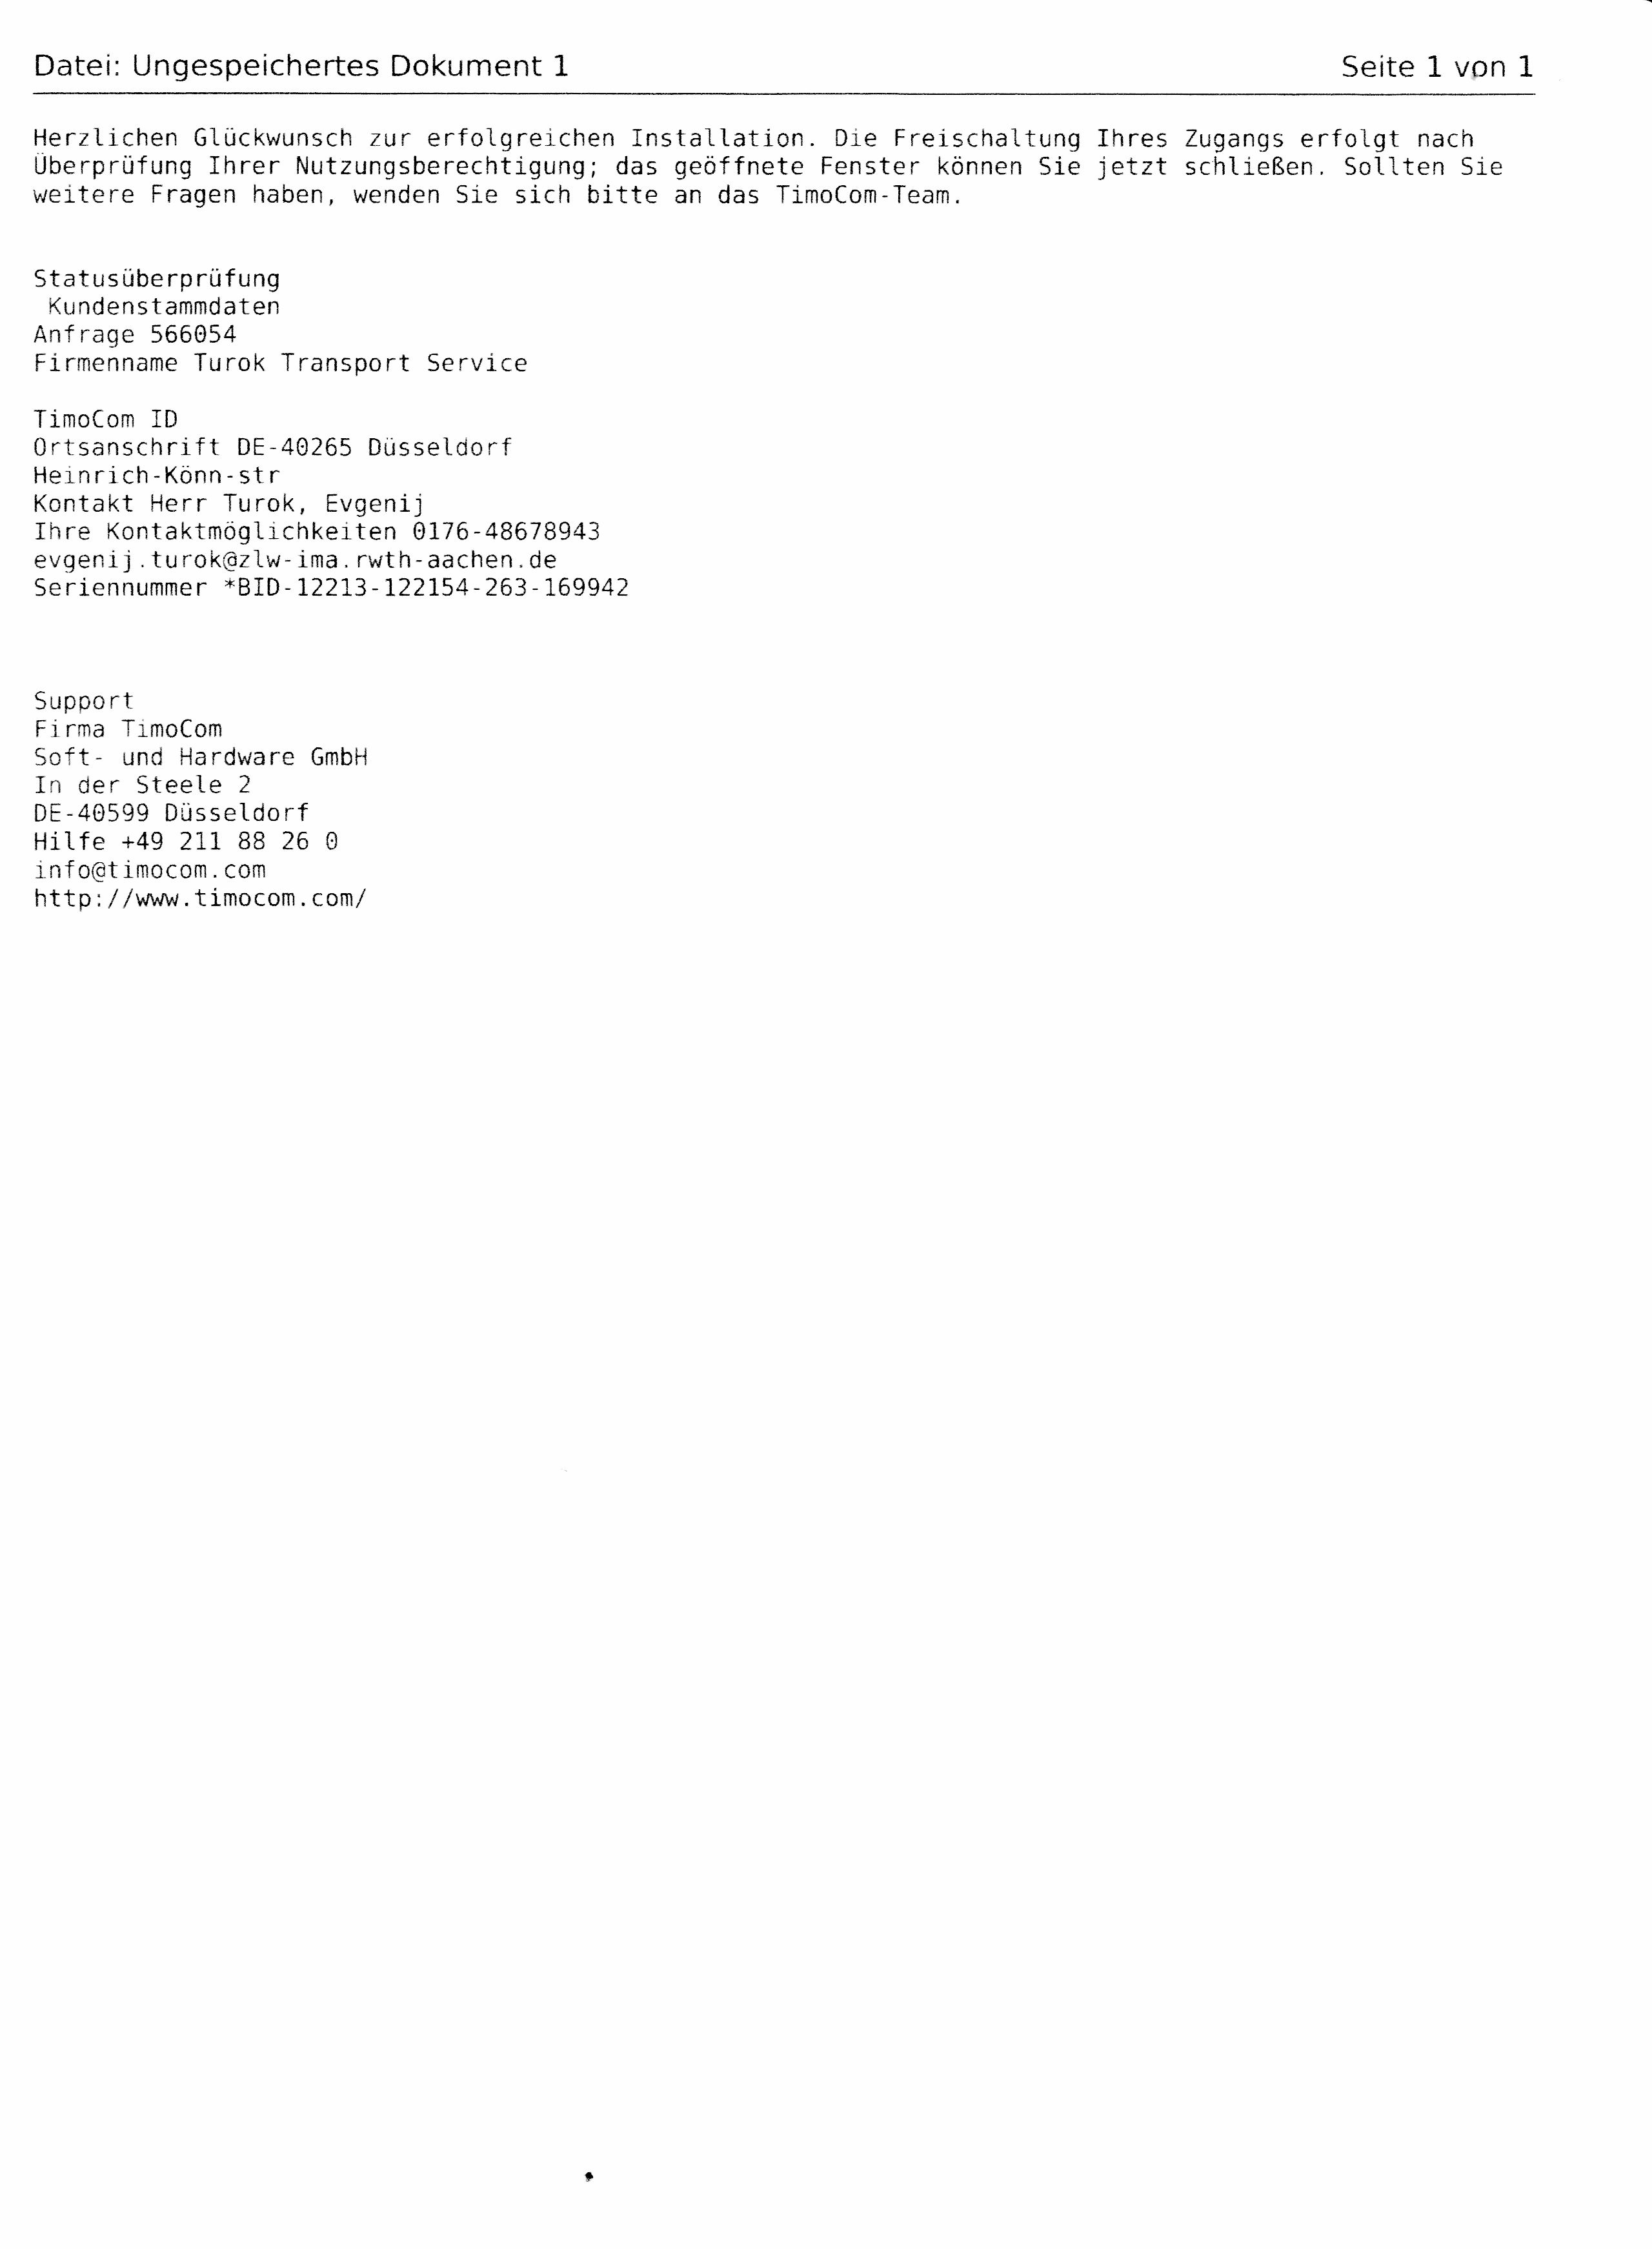 Datei: Ungespeichertes Dokument 1 Seite 1 von 1
Herzlichen Glückwunsch zur erfolgreichen Installation. Die Freischaltung Ihres Zugangs erfolgt nach
Überprüfung Ihrer Nutzungsberechtigung; das geöffnete Fenster können Sie jetzt schließen. Sollten Sie
weitere Fragen haben, wenden Sie sich bitte an das TimoCom-Team.
Statusüberprüfung
Kundenstammdaten
Anfrage 566054
Firmenname Turok Transport Service
TimoCom ID
Ortsanschrift DE-40265 Düsseldorf
Heinrich-Könn-str
Kontakt Herr Turok, Evgenij
Ihre Kontaktmöglichkeiten 0176-48678943
evgenij.turok@zlw-ima.rwth-aachen.de
Seriennummer *BID-12213-122154-263-169942
Support
Firma TimoCom
Soft- und Hardware GmbH
In der Steele 2
DE-40599 Düsseldorf
Hilfe +49 211 88 26 0
info@timocom.com
http://www.timocom.com/